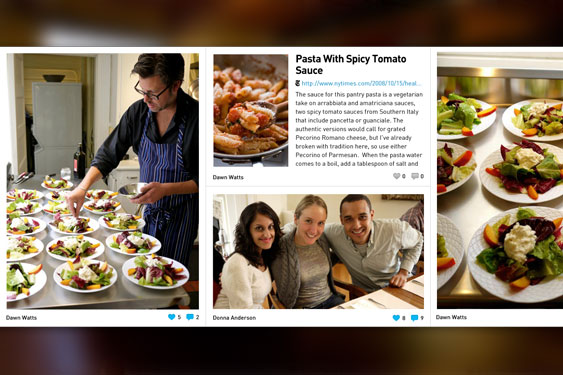 Pasta With Spicy Tomato
Sauce
http://www.nytimes.com/2008/10/15/heal...
The sauce for this pantry pasta is a vegetarian
take on arrabbiata and amatriciana sauces,
two spicy tomato sauces from Southern Italy
that include pancetta or guanciale. The
authentic versions would call for grated
Pecorino Romano cheese, but I've already
broken with tradition here, so use either
Pecorino of Parmesan. When the pasta water
comes to a boil, add a tablespoon of salt and
Dawn Watts
0 0
Dawn Watts
5 2
Donna Anderson
8 9
Dawn Watts